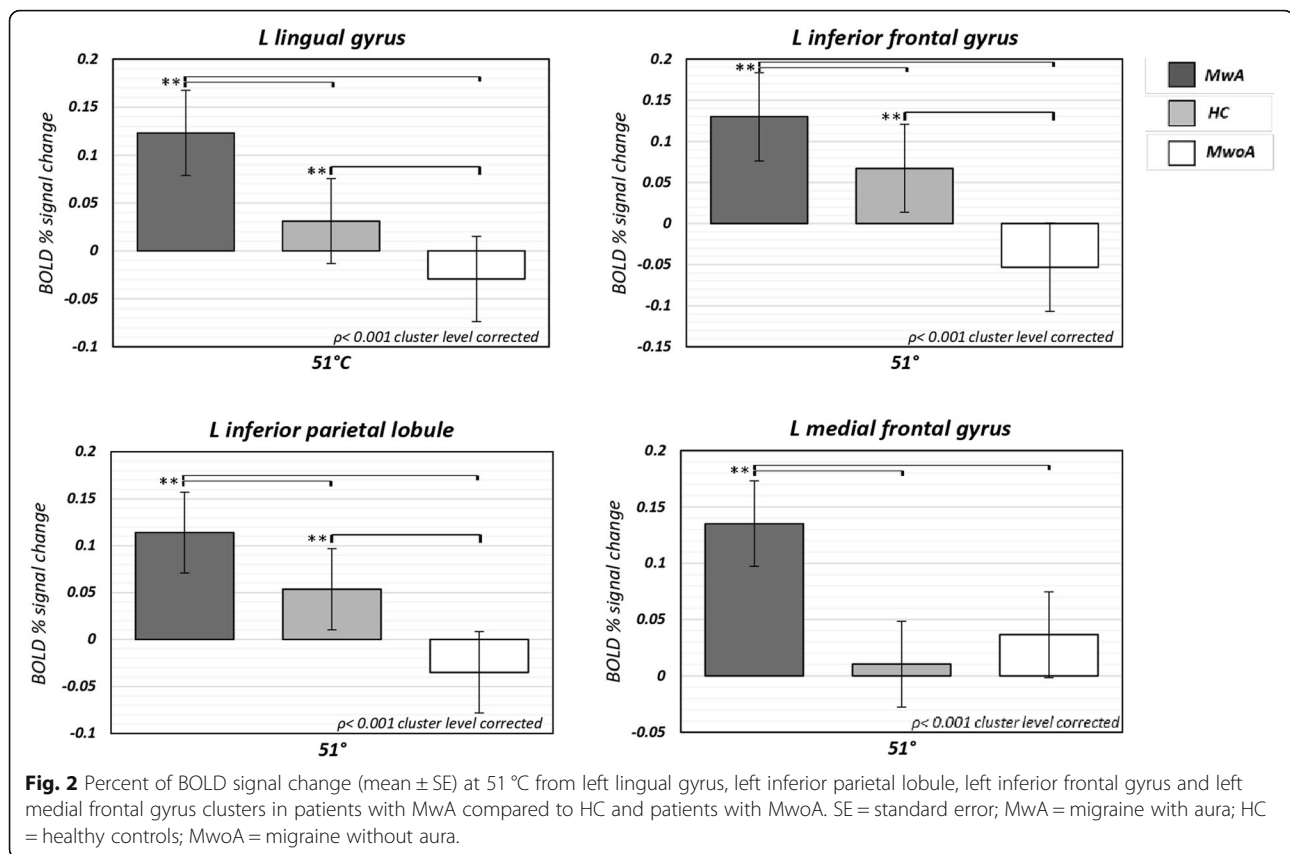 L lingual gyrus
BOLD % signal change
0.2
0.15
0.1
0.05
0
-0.05
-0.1
**
**
ρ< 0.001 cluster level corrected
51°C
L inferior frontal gyrus
BOLD % signal change
0.2
0.15
0.1
0.05
0
-0.05
-0.1
-0.15
**
**
ρ< 0.001 cluster level corrected
51°
MwA
HC
MwoA
L inferior parietal lobule
BOLD % signal change
0.2
0.15
0.1
0.05
0
-0.05
-0.1
**
**
ρ< 0.001 cluster level corrected
51°
L medial frontal gyrus
BOLD % signal change
0.2
0.15
0.1
0.05
0
-0.05
**
ρ< 0.001 cluster level corrected
51°
Fig. 2 Percent of BOLD signal change (mean ± SE) at 51 °C from left lingual gyrus, left inferior parietal lobule, left inferior frontal gyrus and left
medial frontal gyrus clusters in patients with MwA compared to HC and patients with MwoA. SE = standard error; MwA = migraine with aura; HC
= healthy controls; MwoA = migraine without aura.